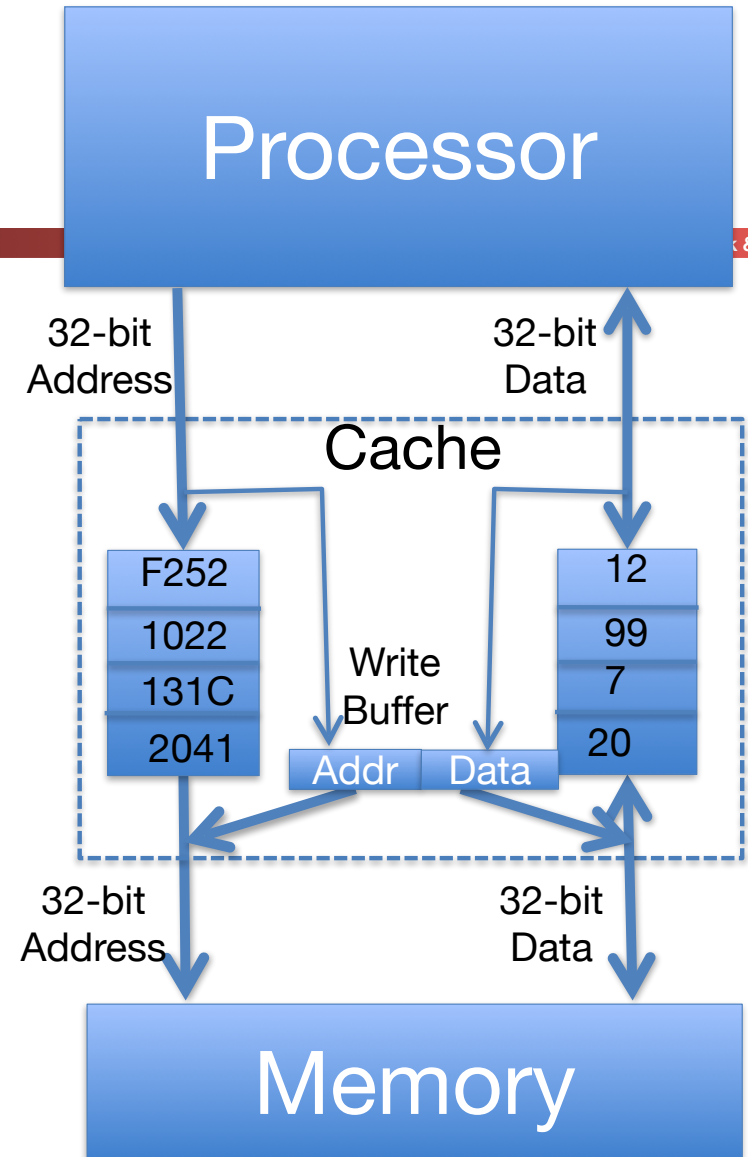 Processor
k &
32-bit
Address
32-bit
Data
Cache
F252
1022
131C
2041
12
99
7
20
Write
Buffer
Addr
Data
32-bit
Address
32-bit
Data
Memory